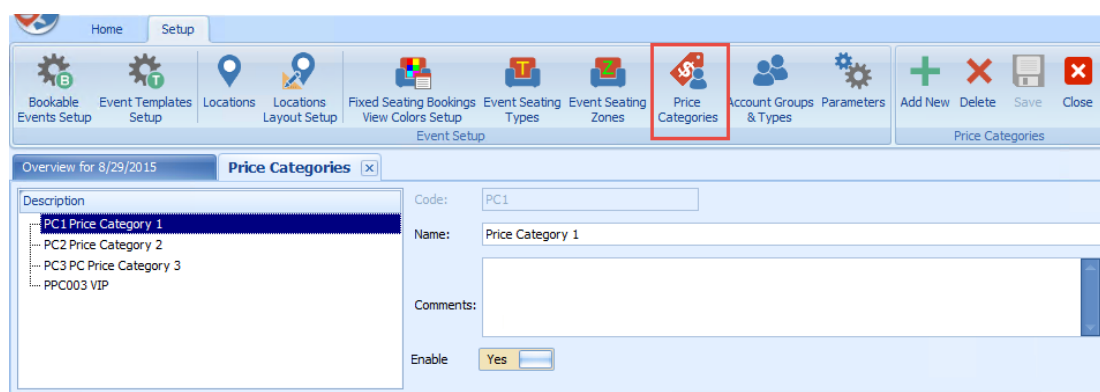 Home Setup
Bookable Events Setup
Event Templates Setup
Locations
Locations Layout Setup
Fixed Seating Bookings View Colors Setup
Event Seating Types
Event Seating Zones
Price Categories
Account Groups & Types
Parameters
Add New
Delete
Save
Close
Event Setup
Price Categories
Overview for 8/29/2015
Price Categories
Description
PC1 Price Category 1
PC2 Price Category 2
PC3 PC Price Category 3
PPC003 VIP
Code: PC1
Name: Price Category 1
Comments:
Enable Yes